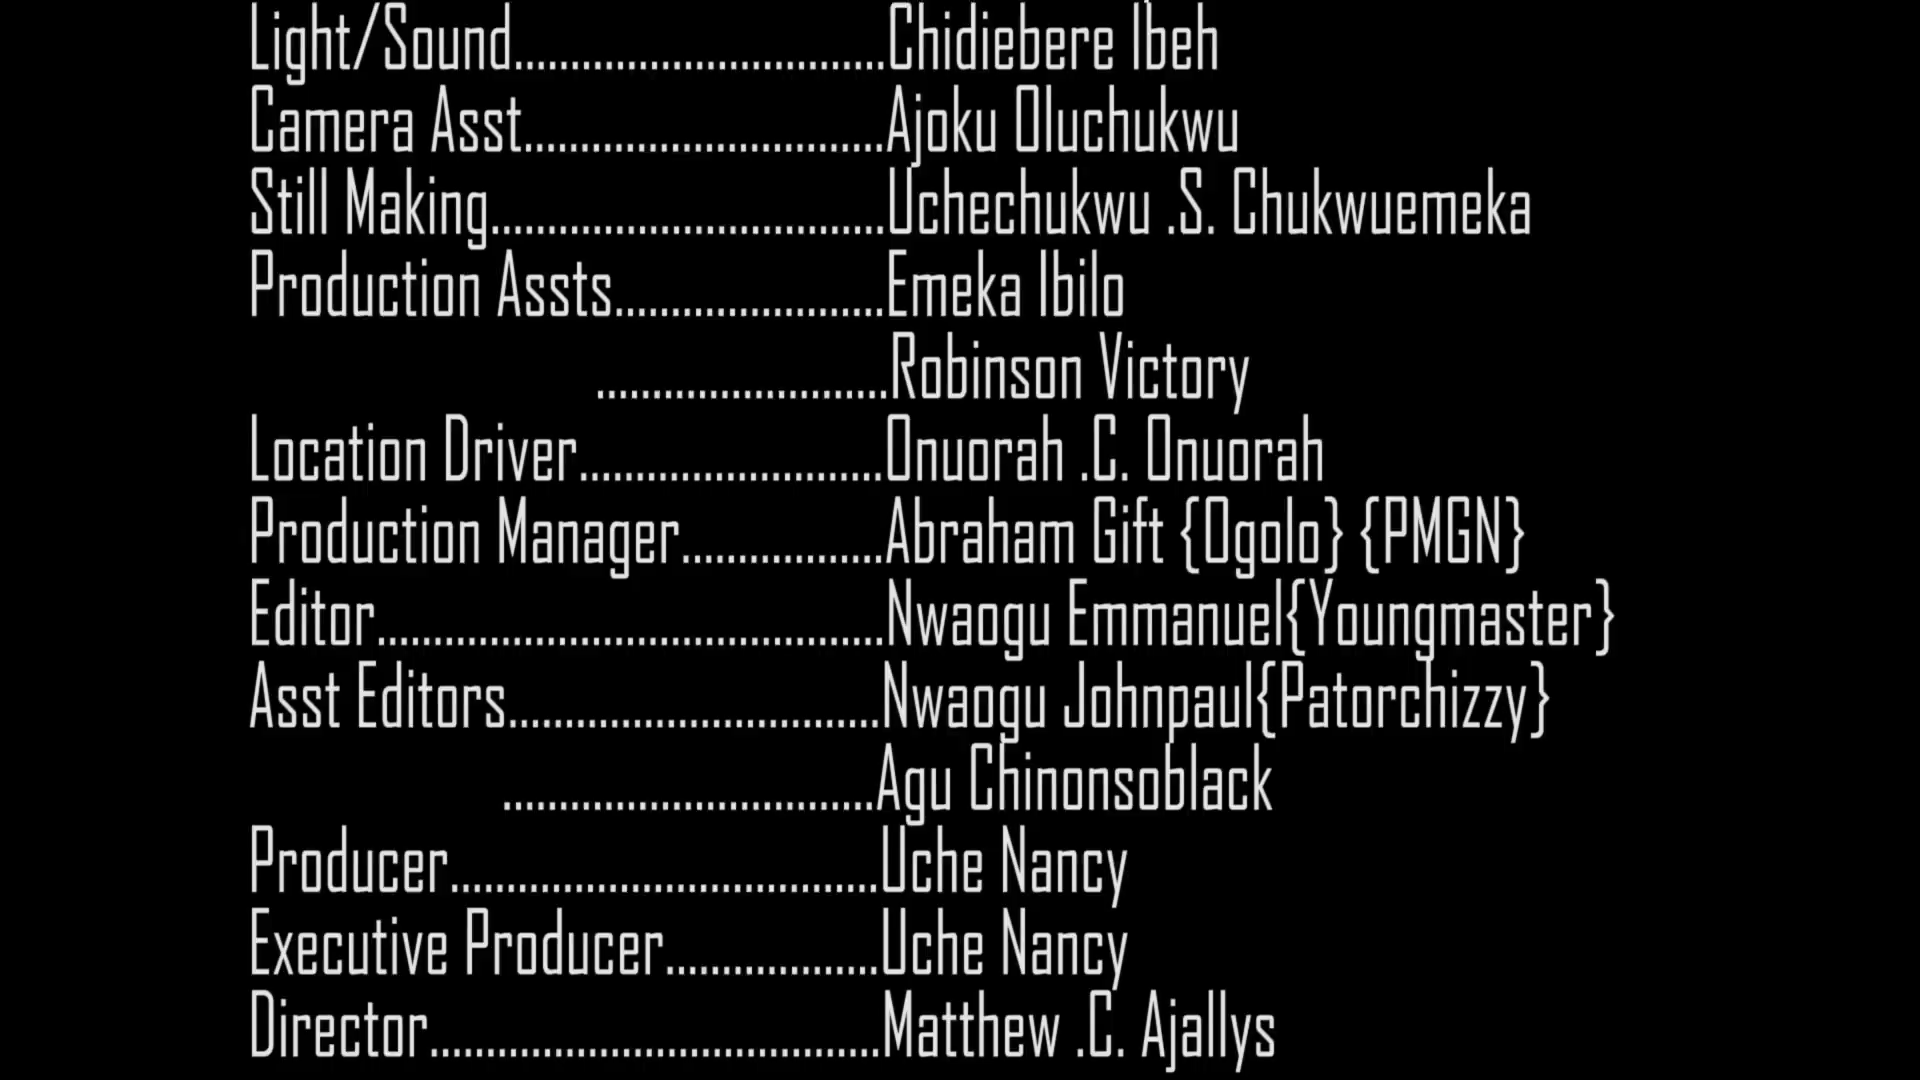 Light/Sound.................................Chidiebere Ibeh
Camera Asst................................Ajoku Oluchukwu
Still Making...................................Uchechukwu .S. Chukwuemeka
Production Assts........................Emeka Ibilo
..........................Robinson Victory
Location Driver...........................Onuorah .C. Onuorah
Production Manager..................Abraham Gift {Ogolo} {PMGN}
Editor.............................................Nwaogu Emmanuel{Youngmaster}
Asst Editors.................................Nwaogu Johnpaul{Patorchizzy}
.................................Agu Chinonsoblack
Producer......................................Uche Nancy
Executive Producer...................Uche Nancy
Director........................................Matthew .C. Ajallys